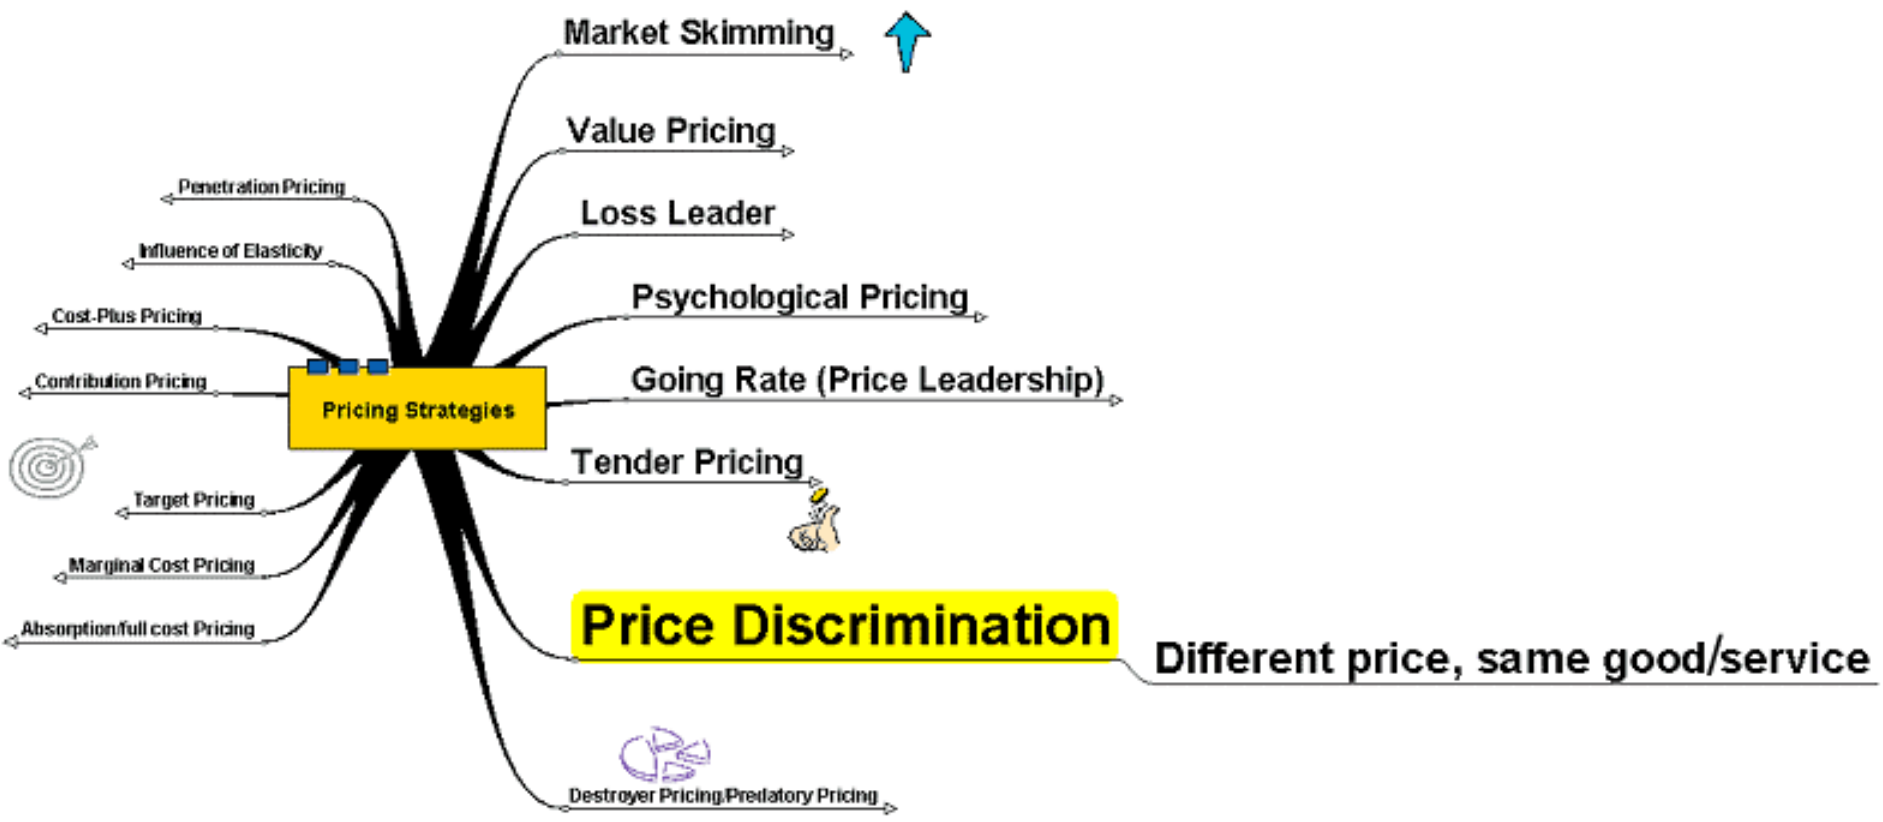 Market Skimming
Value Pricing
Penetration Pricing
Loss Leader
Influence of Elasticity
Psychological Pricing
Cost-Plus Pricing
Going Rate (Price Leadership)
Contribution Pricing
Pricing Strategies
Tender Pricing
Target Pricing
Marginal Cost Pricing
Price Discrimination
Absorption/full cost Pricing
Different price, same good/service
Destroyer Pricing/Predatory Pricing